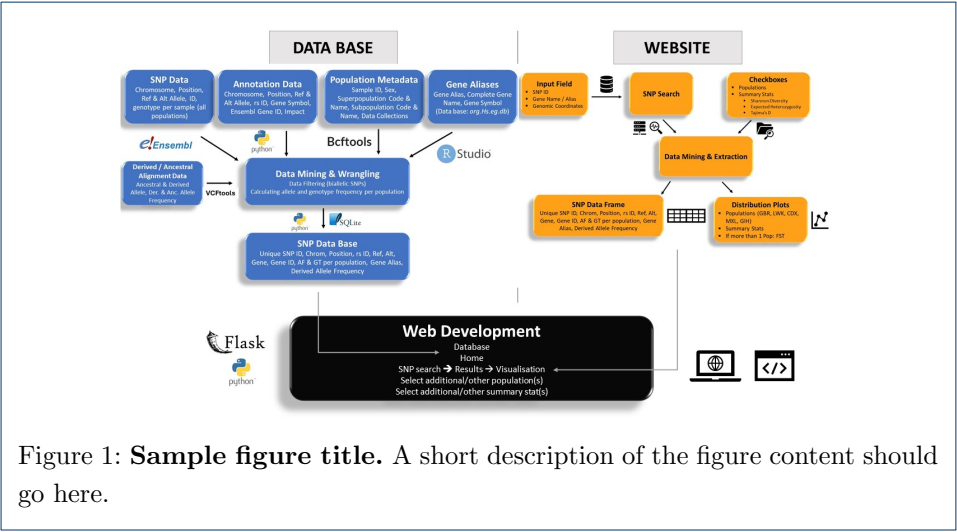 DATA BASE
WEBSITE
SNP Data
Chromosome, Position,
Ref & Alt Allele, ID,
genotype per sample (all
populations)
Annotation Data
Chromosome, Position, Ref
& Alt Allele, rs ID,
Gene Symbol,
Ensembl Gene ID, Impact
Population Metadata
Sample ID, Sex,
Superpopulation Code &
Name, Subpopulation Code &
Name, Data Collections
Gene Aliases
Gene Alias, Complete Gene
Name, Gene Symbol
(Data base: org.Hs.eg.db)
Input Field
• SNP ID
• Gene Name / Alias
• Genomic Coordinates
SNP Search
Checkboxes
• Populations
• Summary Stats
• Shannon Diversity
• Expected Heterozygosity
• Tajima's D
e!Ensembl
python
Bcftools
R Studio
Derived / Ancestral
Alignment Data
Ancestral & Derived
Allele, Der. & Anc. Allele
Frequency
VCFtools
Data Mining & Wrangling
Data Filtering (biallelic SNPs)
Calculating allele and genotype frequency per population
Data Mining & Extraction
python
SQLite
SNP Data Base
Unique SNP ID, Chrom, Position, rs ID, Ref, Alt,
Gene, Gene ID, AF & GT per population, Gene Alias,
Derived Allele Frequency
SNP Data Frame
Unique SNP ID, Chrom, Position, rs ID, Ref, Alt,
Gene, Gene ID, AF & GT per population, Gene
Alias, Derived Allele Frequency
Distribution Plots
• Populations (GBR, LWK, CDX,
MXL, GIH)
• Summary Stats
• If more than 1 Pop: FST
Flask
python
Web Development
Database
Home
SNP search → Results → Visualisation
Select additional/other population(s)
Select additional/other summary stat(s)
</>
Figure 1: Sample figure title. A short description of the figure content should
go here.